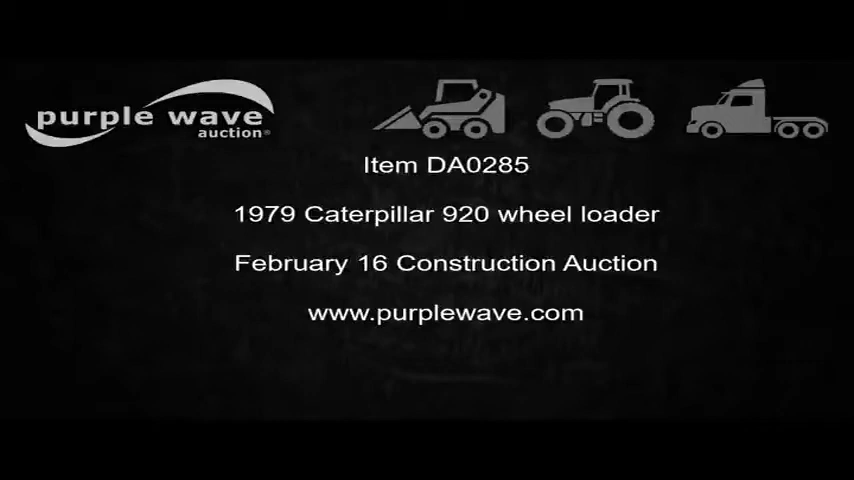 purple wave
auction®
Item DA0285
1979 Caterpillar 920 wheel loader
February 16 Construction Auction
www.purplewave.com